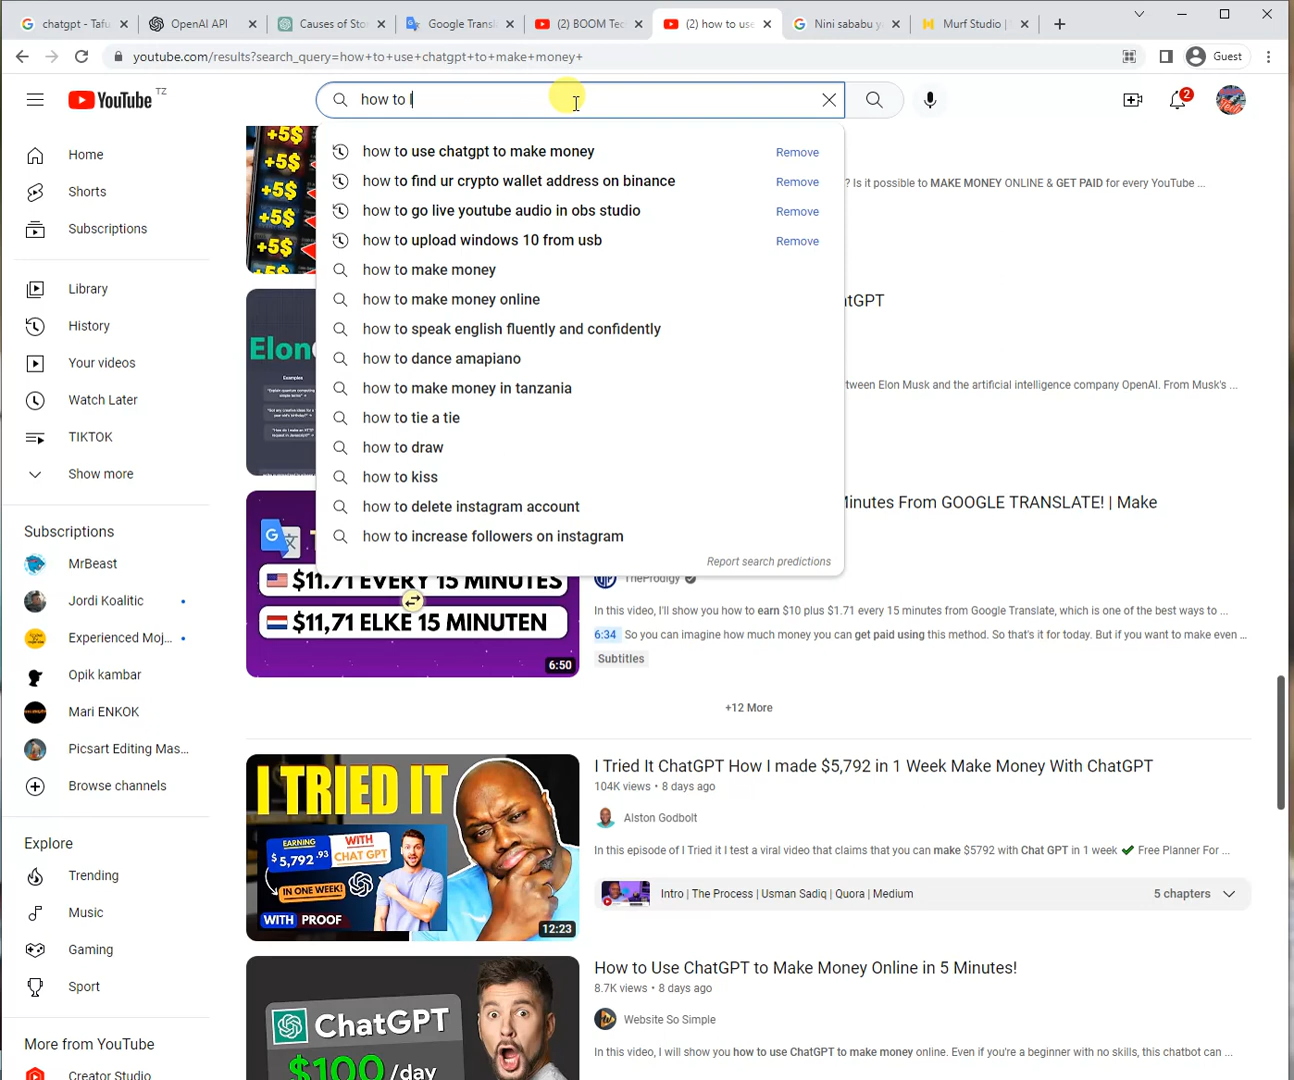 chatgpt - Tafu
OpenAI API
Causes of Sto
Google Transl
(2) BOOM Tec
(2) how to use
Nini sababu y
Murf Studio |
youtube.com/results?search_query=how+to+use+chatgpt+to+make+money+
Guest
YouTube TZ
how to l
2
Home
Shorts
Subscriptions
Library
History
Your videos
Watch Later
TIKTOK
Show more
Subscriptions
MrBeast
Jordi Koalitic
Experienced Moj...
Opik kambar
Mari ENKOK
Picsart Editing Mas...
Browse channels
Explore
Trending
Music
Gaming
Sport
More from YouTube
Creator Studio
how to use chatgpt to make money Remove
how to find ur crypto wallet address on binance Remove
how to go live youtube audio in obs studio Remove
how to upload windows 10 from usb Remove
how to make money
how to make money online
how to speak english fluently and confidently
how to dance amapiano
how to make money in tanzania
how to tie a tie
how to draw
how to kiss
how to delete instagram account
how to increase followers on instagram
Report search predictions
+5$
+5$
+5$
+5$
+5$
? Is it possible to MAKE MONEY ONLINE & GET PAID for every YouTube ...
Elon
Examples
tGPT
tween Elon Musk and the artificial intelligence company OpenAI. From Musk's ...
$11.71 EVERY 15 MINUTES
$11,71 ELKE 15 MINUTEN
6:50
Minutes From GOOGLE TRANSLATE! | Make
TheProdigy
In this video, I'll show you how to earn $10 plus $1.71 every 15 minutes from Google Translate, which is one of the best ways to ...
6:34 So you can imagine how much money you can get paid using this method. So that's it for today. But if you want to make even ...
Subtitles
+12 More
I TRIED IT
EARNING
$5,792.93
WITH
CHAT GPT
IN ONE WEEK!
WITH PROOF
12:23
I Tried It ChatGPT How I made $5,792 in 1 Week Make Money With ChatGPT
104K views • 8 days ago
Alston Godbolt
In this episode of I Tried it I test a viral video that claims that you can make $5792 with Chat GPT in 1 week ✔ Free Planner For ...
Intro | The Process | Usman Sadiq | Quora | Medium
5 chapters
ChatGPT
$100/day
How to Use ChatGPT to Make Money Online in 5 Minutes!
8.7K views • 8 days ago
Website So Simple
In this video, I will show you how to use ChatGPT to make money online. Even if you're a beginner with no skills, this chatbot can ...